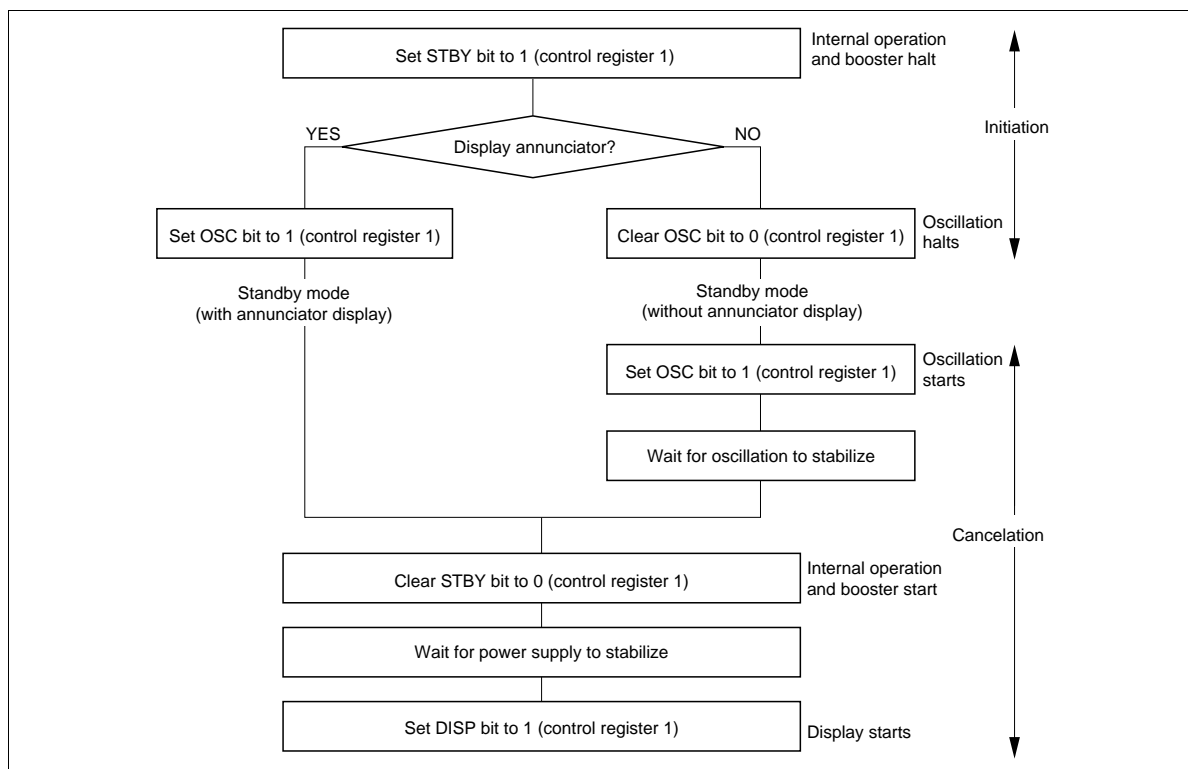 Set STBY bit to 1 (control register 1)
Internal operation
and booster halt
Initiation
YES
NO
Display annunciator?
Set OSC bit to 1 (control register 1)
Clear OSC bit to 0 (control register 1)
Oscillation
halts
Standby mode
(with annunciator display)
Standby mode
(without annunciator display)
Set OSC bit to 1 (control register 1)
Oscillation
starts
Wait for oscillation to stabilize
Cancelation
Clear STBY bit to 0 (control register 1)
Internal operation
and booster start
Wait for power supply to stabilize
Set DISP bit to 1 (control register 1)
Display starts